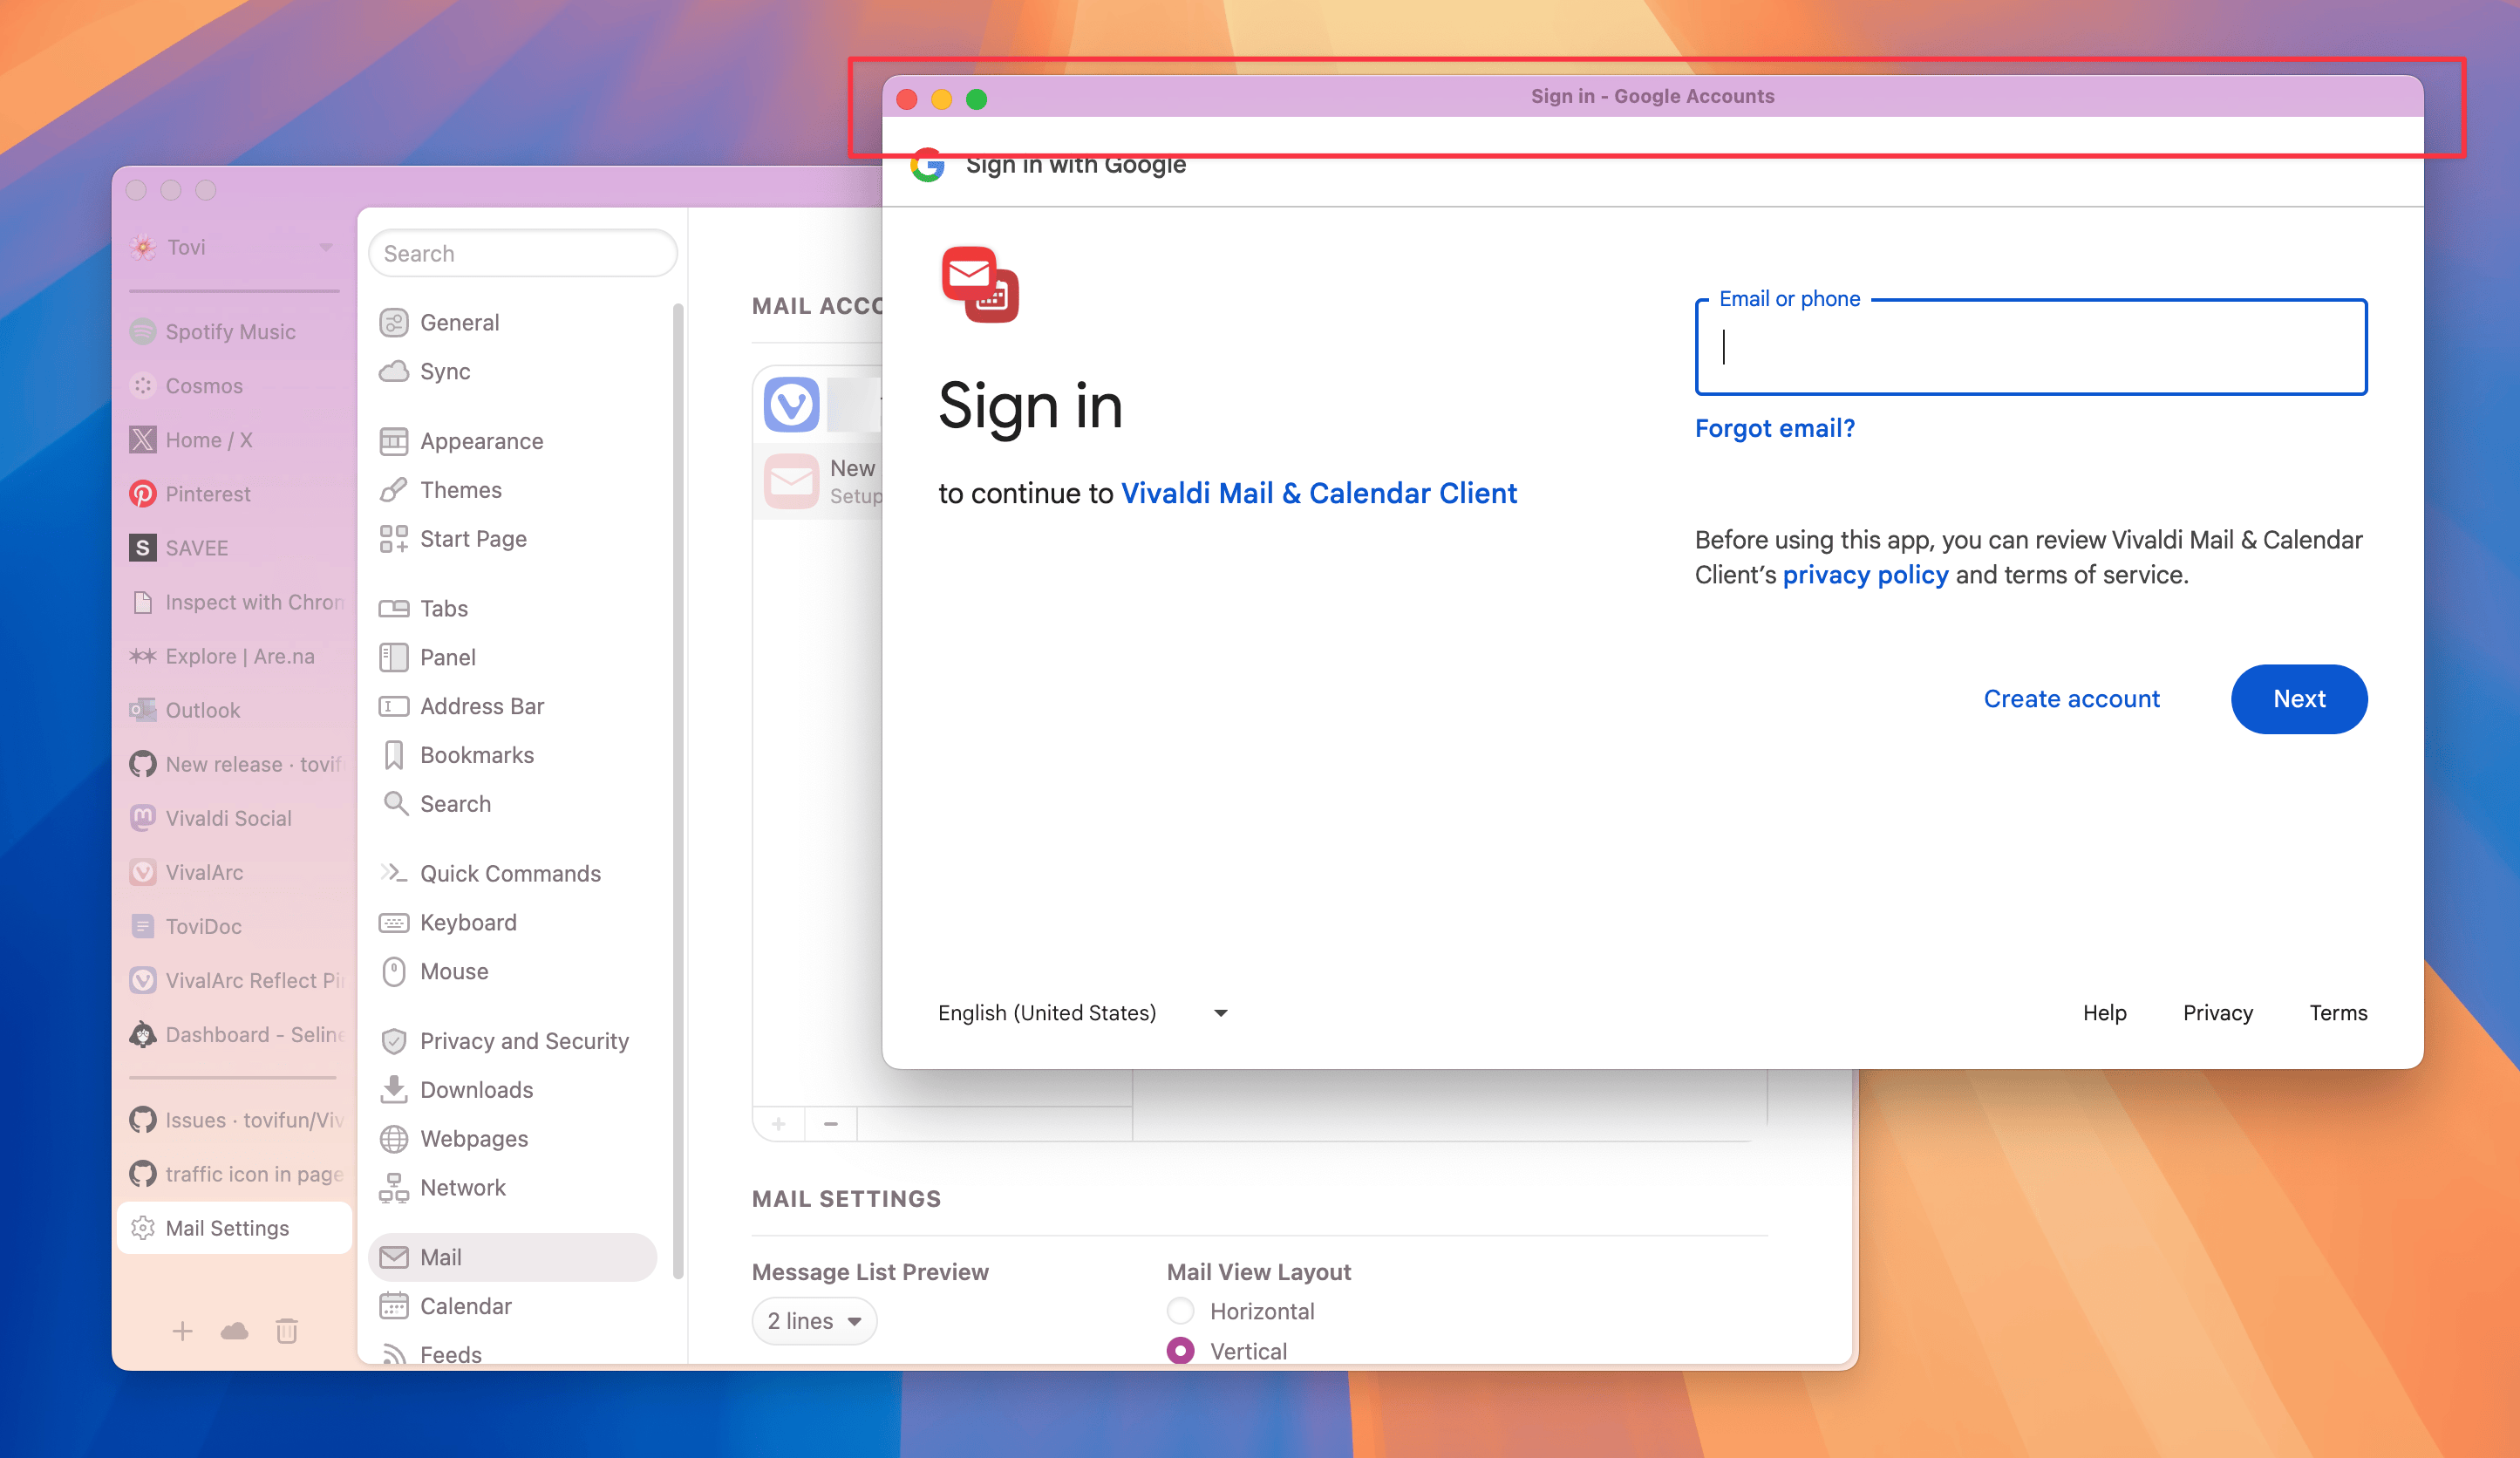 Sign in - Google Accounts
Sign in with Google
Sign in
to continue to Vivaldi Mail & Calendar Client
Email or phone
Forgot email?
Before using this app, you can review Vivaldi Mail & Calendar
Client's privacy policy and terms of service.
Create account
Next
English (United States)
Help
Privacy
Terms
Tovi
Spotify Music
Cosmos
Home / X
Pinterest
S
SAVEE
Inspect with Chron
Explore | Are.na
Outlook
New release · tovif
Vivaldi Social
VivalArc
ToviDoc
VivalArc Reflect Pi
Dashboard - Seline
Issues · tovifun/Viv
traffic icon in page
Mail Settings
Search
General
Sync
Appearance
Themes
Start Page
Tabs
Panel
Address Bar
Bookmarks
Search
Quick Commands
Keyboard
Mouse
Privacy and Security
Downloads
Webpages
Network
Mail
Calendar
Feeds
MAIL ACCO
New
Setup
MAIL SETTINGS
Message List Preview
2 lines
Mail View Layout
Horizontal
Vertical